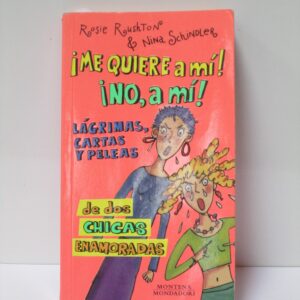 Rosie Rushton
& Nina Schindler
¡ME QUIERE a mí!
¡NO, a mí!
LÁGRIMAS,
CARTAS
Y PELEAS
de dos
CHICAS
ENAMORADAS
MONTENA
MONDADORI